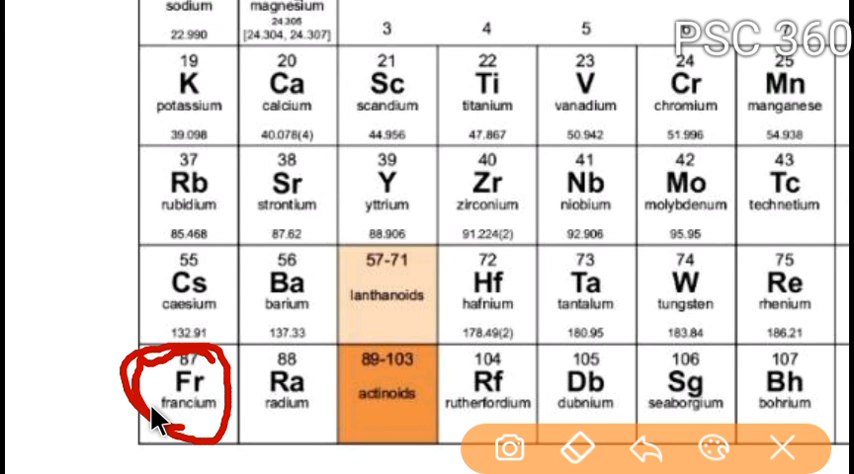 sodium magnesium
24.305
22.990 [24.304, 24.307] 3 4 5 6 7
PSC 360
19 20 21 22 23 24 25
K Ca Sc Ti V Cr Mn
potassium calcium scandium titanium vanadium chromium manganese
39.098 40.078(4) 44.956 47.867 50.942 51.996 54.938
37 38 39 40 41 42 43
Rb Sr Y Zr Nb Mo Tc
rubidium strontium yttrium zirconium niobium molybdenum technetium
85.468 87.62 88.906 91.224(2) 92.906 95.95
55 56 57-71 72 73 74 75
Cs Ba lanthanoids Hf Ta W Re
caesium barium hafnium tantalum tungsten rhenium
132.91 137.33 178.49(2) 180.95 183.84 186.21
87 88 89-103 104 105 106 107
Fr Ra actinoids Rf Db Sg Bh
francium radium rutherfordium dubnium seaborgium bohrium